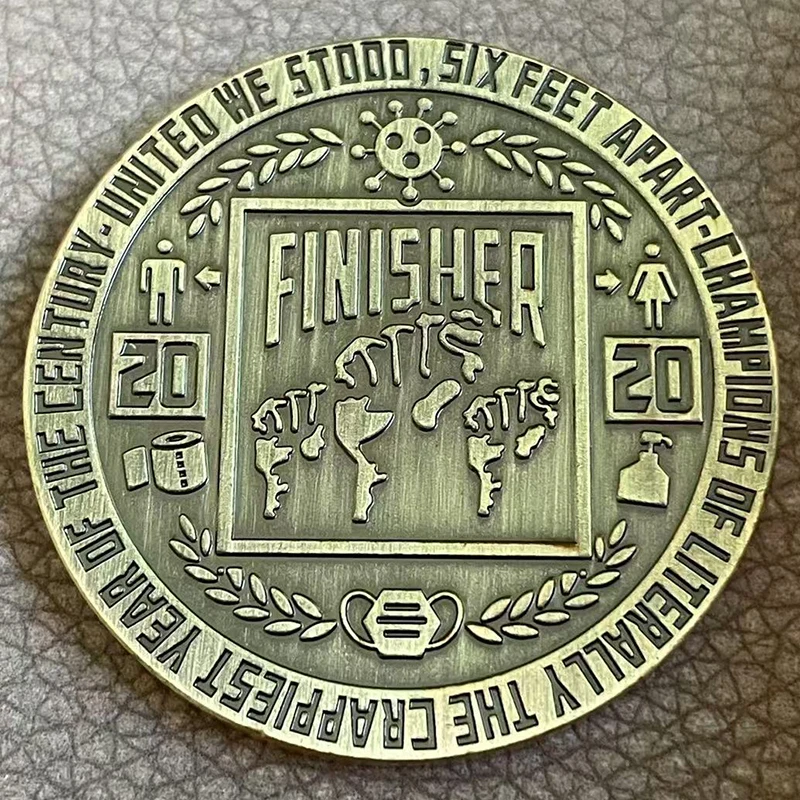 UNITED WE STOOD, SIX FEET APART-CHAMPIONS OF LITERALLY THE CRAPPIEST YEAR OF THE CENTURY-
FINISHER
20
20